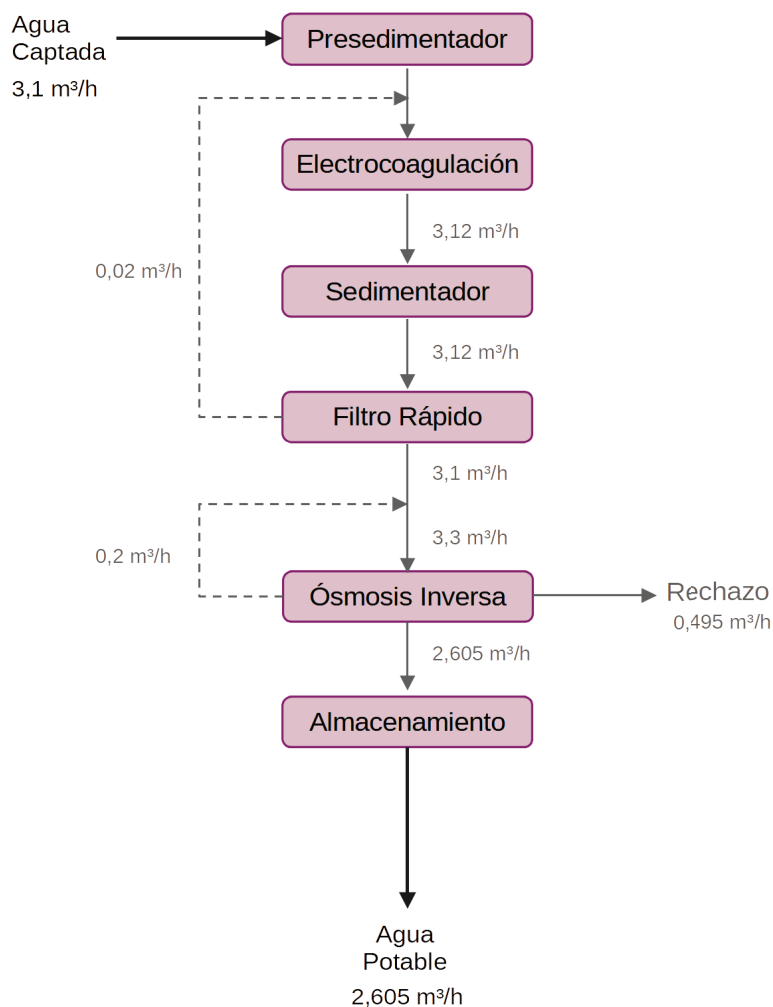 Agua
Captada
3,1 m³/h
Presedimentador
Electrocoagulación
3,12 m³/h
0,02 m³/h
Sedimentador
3,12 m³/h
Filtro Rápido
3,1 m³/h
3,3 m³/h
0,2 m³/h
Ósmosis Inversa
Rechazo
0,495 m³/h
2,605 m³/h
Almacenamiento
Agua
Potable
2,605 m³/h